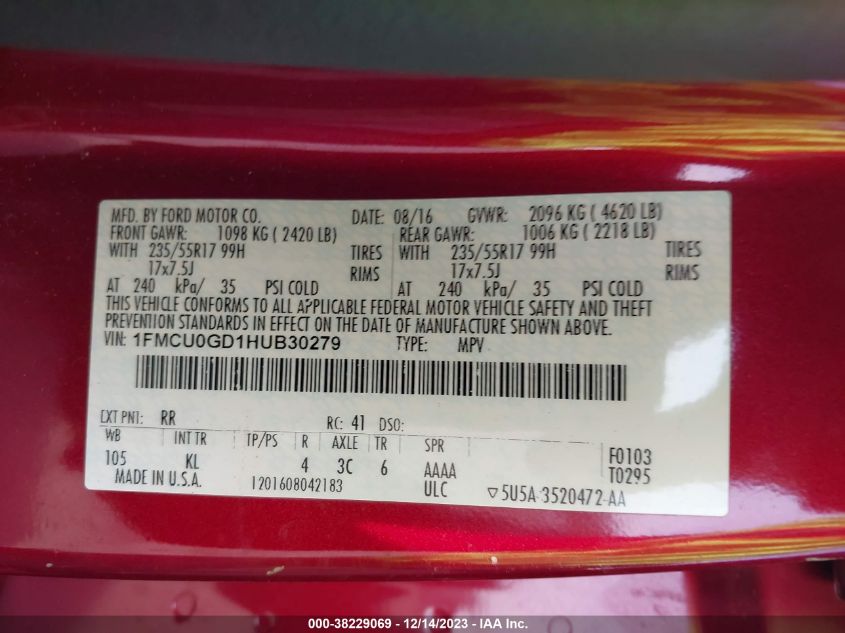 MFD. BY FORD MOTOR CO. DATE: 08/16 GVWR: 2096 KG ( 4620 LB)
FRONT GAWR: 1098 KG ( 2420 LB) REAR GAWR: 1006 KG ( 2218 LB)
WITH 235/55R17 99H TIRES WITH 235/55R17 99H TIRES
17x7.5J RIMS 17x7.5J RIMS
AT 240 kPa/ 35 PSI COLD AT 240 kPa/ 35 PSI COLD
THIS VEHICLE CONFORMS TO ALL APPLICABLE FEDERAL MOTOR VEHICLE SAFETY AND THEFT
PREVENTION STANDARDS IN EFFECT ON THE DATE OF MANUFACTURE SHOWN ABOVE.
VIN: 1FMCU0GD1HUB30279 TYPE: MPV
EXT PNT: RR RC: 41 DSO:
WB INT TR TP/PS R AXLE TR SPR
105 KL 4 3C 6 AAAA F0103
T0295
MADE IN U.S.A. 1201608042183 ULC ▽5U5A-3520472-AA
000-38229069 - 12/14/2023 - IAA Inc.